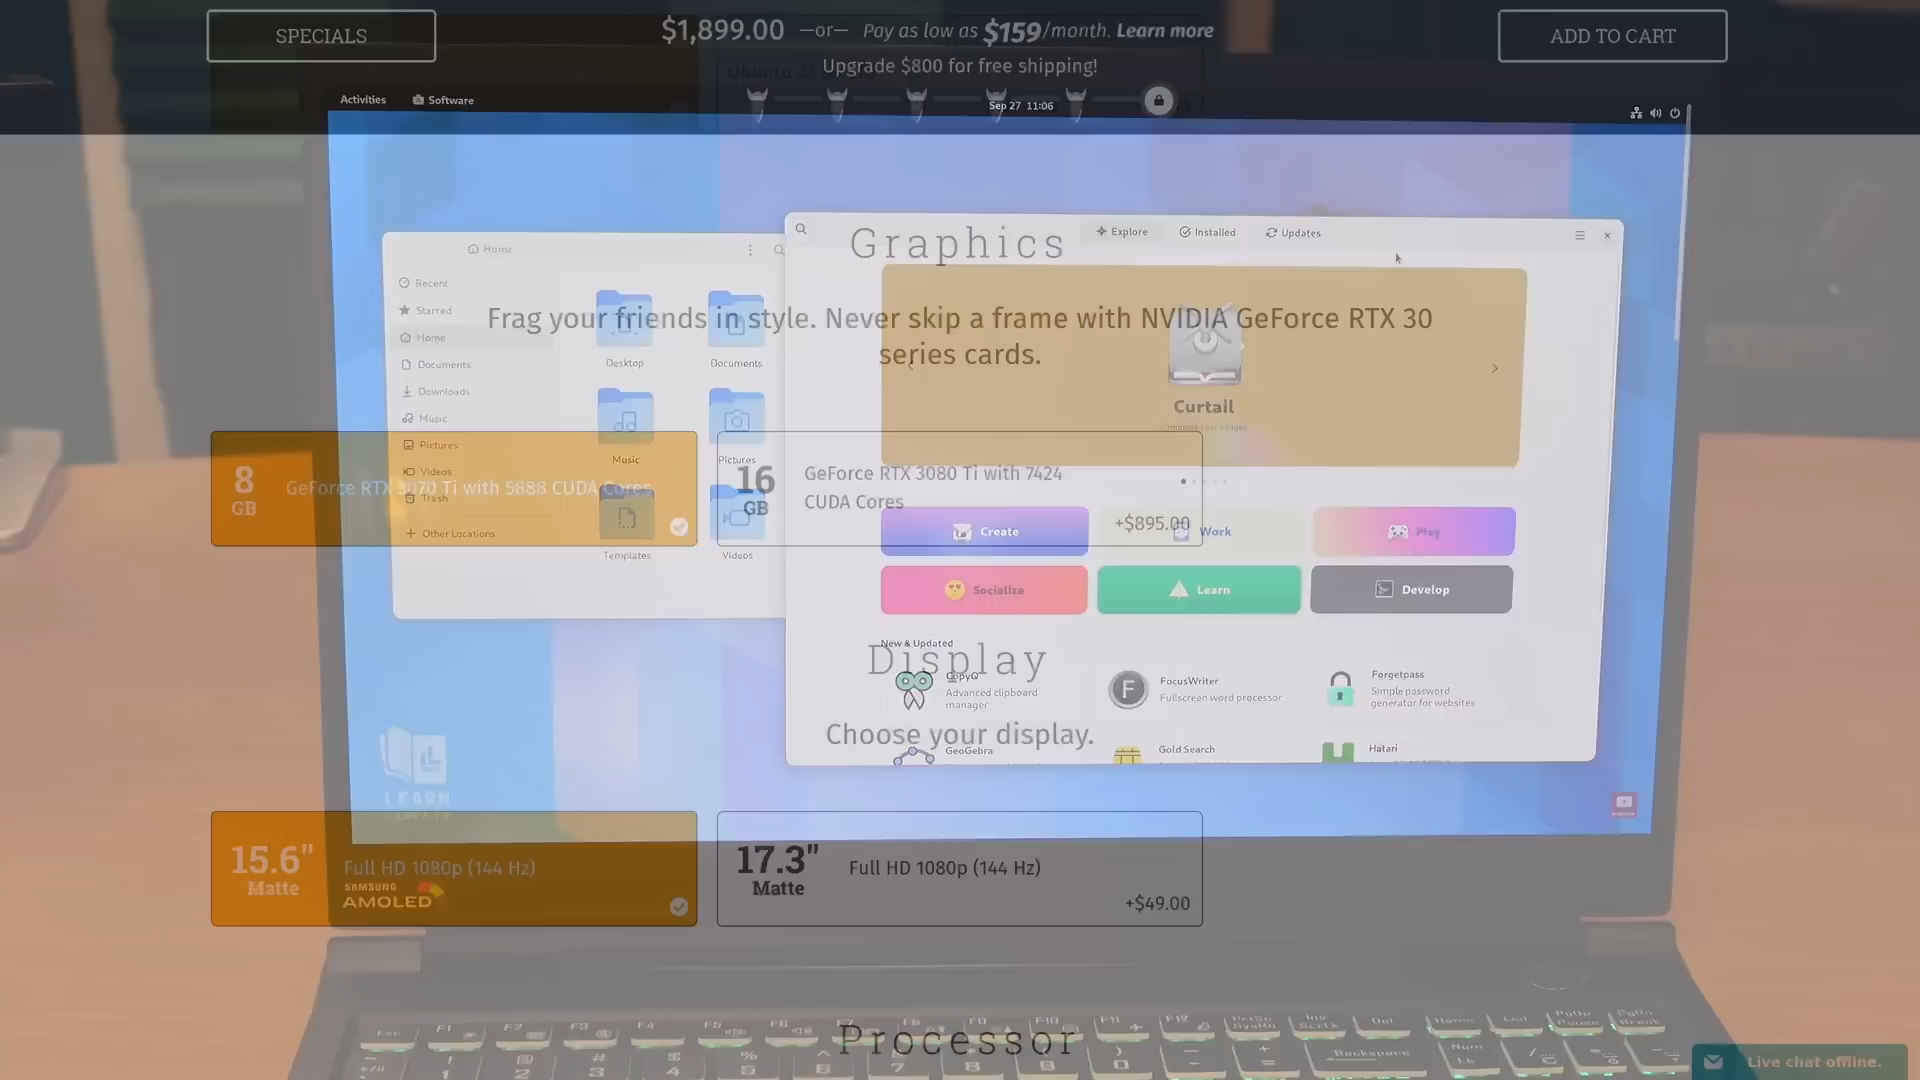 SPECIALS
$1,899.00 —or— Pay as low as $159/month. Learn more
ADD TO CART
Upgrade $800 for free shipping!
Activities
Software
Sep 27 11:06
Home
Explore
Installed
Updates
Graphics
Recent
Starred
Home
Documents
Downloads
Music
Pictures
Videos
Trash
Other Locations
Frag your friends in style. Never skip a frame with NVIDIA GeForce RTX 30
series cards.
Desktop
Documents
Music
Pictures
Templates
Videos
Curtail
8
GB
GeForce RTX 3070 Ti with 5888 CUDA Cores
16
GB
GeForce RTX 3080 Ti with 7424
CUDA Cores
+$895.00
Create
Work
Play
Socialize
Learn
Develop
New & Updated
Display
CopyQ
Advanced clipboard
manager
FocusWriter
Fullscreen word processor
Forgetpass
Simple password
generator for websites
Choose your display.
GeoGebra
Gold Search
Hatari
LEARN
15.6"
Matte
Full HD 1080p (144 Hz)
SAMSUNG
AMOLED
17.3"
Matte
Full HD 1080p (144 Hz)
+$49.00
Processor
Live chat offline.